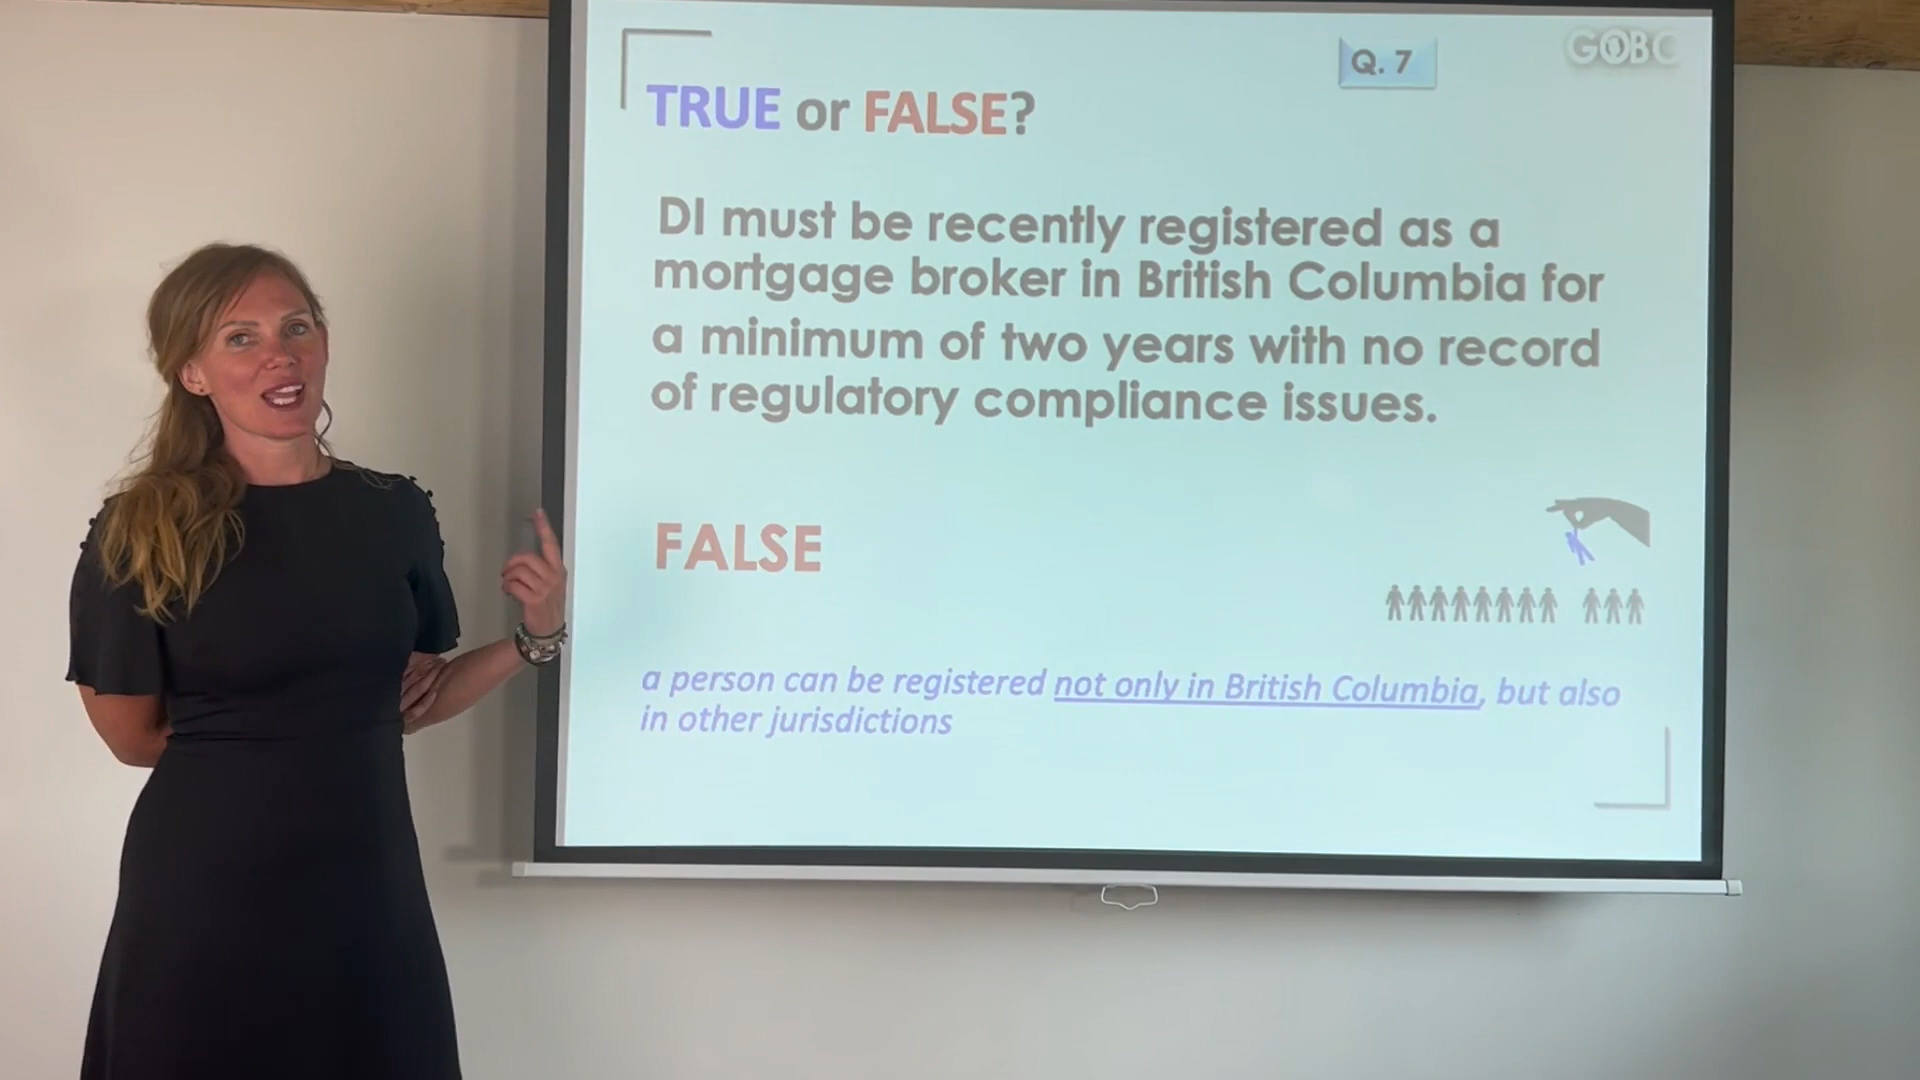 Q. 7
GOBC
TRUE or FALSE?
DI must be recently registered as a
mortgage broker in British Columbia for
a minimum of two years with no record
of regulatory compliance issues.
FALSE
a person can be registered not only in British Columbia, but also
in other jurisdictions